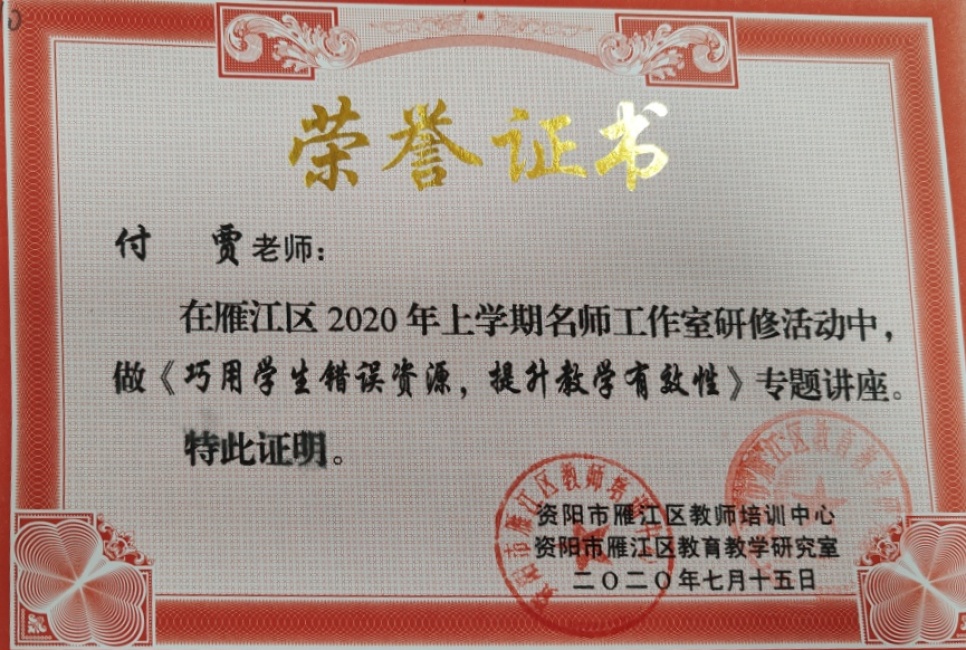 荣誉证书
付 贾老师：
在雁江区2020年上学期名师工作室研修活动中，
做《巧用学生错误资源，提升教学有效性》专题讲座。
特此证明。
资阳市雁江区教师培训中心
资阳市雁江区教育教学研究室
二〇二〇年七月十五日